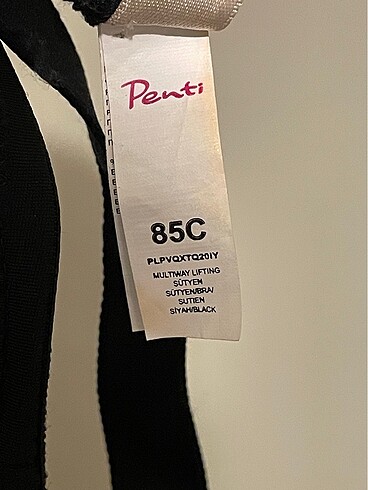 Penti
85C
PLPVQXTQ20IY
MULTIWAY LIFTING
SÜTYEN
SÜTYEN/BRA/
SUTIEN
SİYAH/BLACK